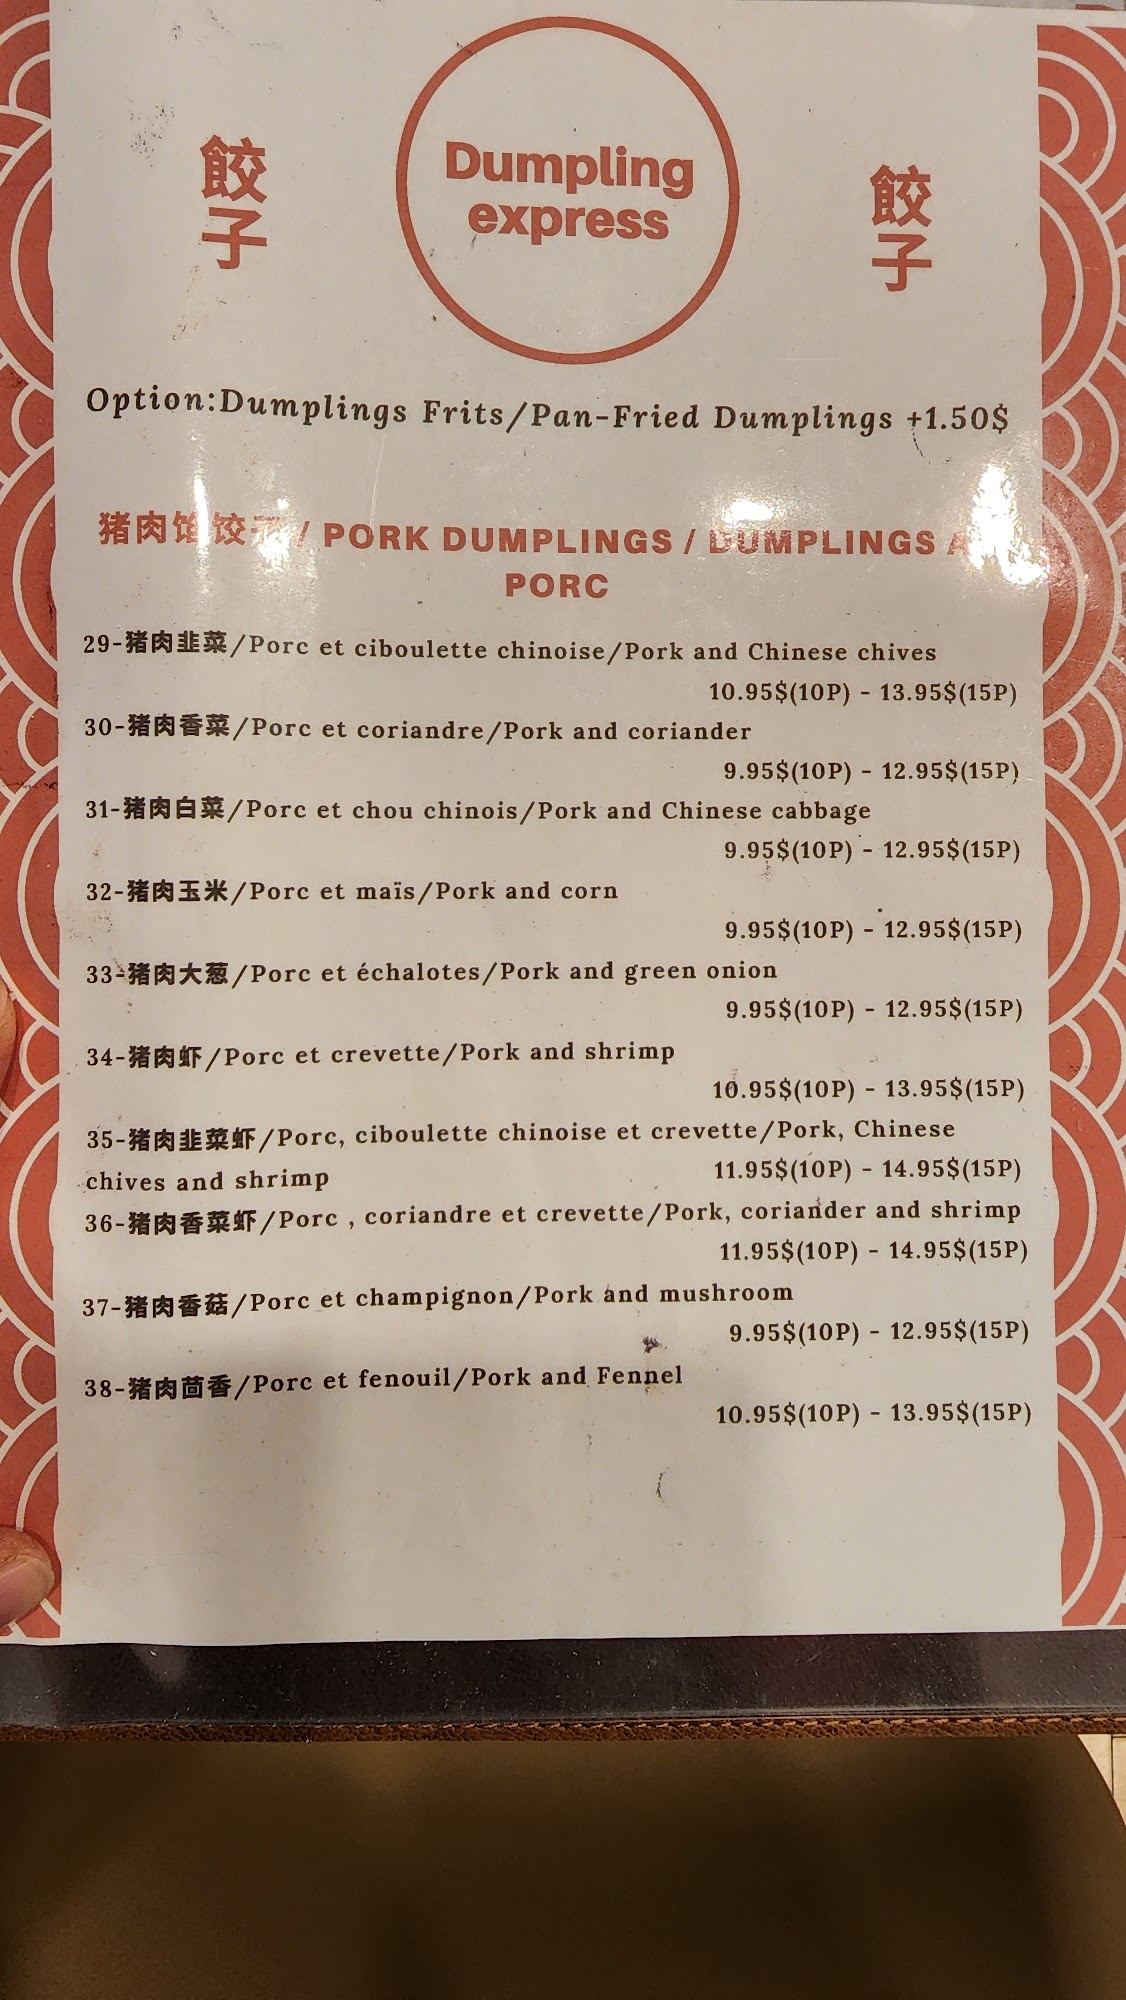 餃子
Dumpling
express
餃子
Option:Dumplings Frits/Pan-Fried Dumplings +1.50$
猪肉馅饺子 / PORK DUMPLINGS / DUMPLINGS A
PORC
29-猪肉韭菜/Porc et ciboulette chinoise/Pork and Chinese chives
10.95$(10P) - 13.95$(15P)
30-猪肉香菜/Porc et coriandre/Pork and coriander
9.95$(10P) - 12.95$(15P)
31-猪肉白菜/Porc et chou chinois/Pork and Chinese cabbage
9.95$(10P) - 12.95$(15P)
32-猪肉玉米/Porc et maïs/Pork and corn
9.95$(10P) - 12.95$(15P)
33-猪肉大葱/Porc et échalotes/Pork and green onion
9.95$(10P) - 12.95$(15P)
34-猪肉虾/Porc et crevette/Pork and shrimp
10.95$(10P) - 13.95$(15P)
35-猪肉韭菜虾/Porc, ciboulette chinoise et crevette/Pork, Chinese
chives and shrimp 11.95$(10P) - 14.95$(15P)
36-猪肉香菜虾/Porc , coriandre et crevette/Pork, coriander and shrimp
11.95$(10P) - 14.95$(15P)
37-猪肉香菇/Porc et champignon/Pork and mushroom
9.95$(10P) - 12.95$(15P)
38-猪肉茴香/Porc et fenouil/Pork and Fennel
10.95$(10P) - 13.95$(15P)